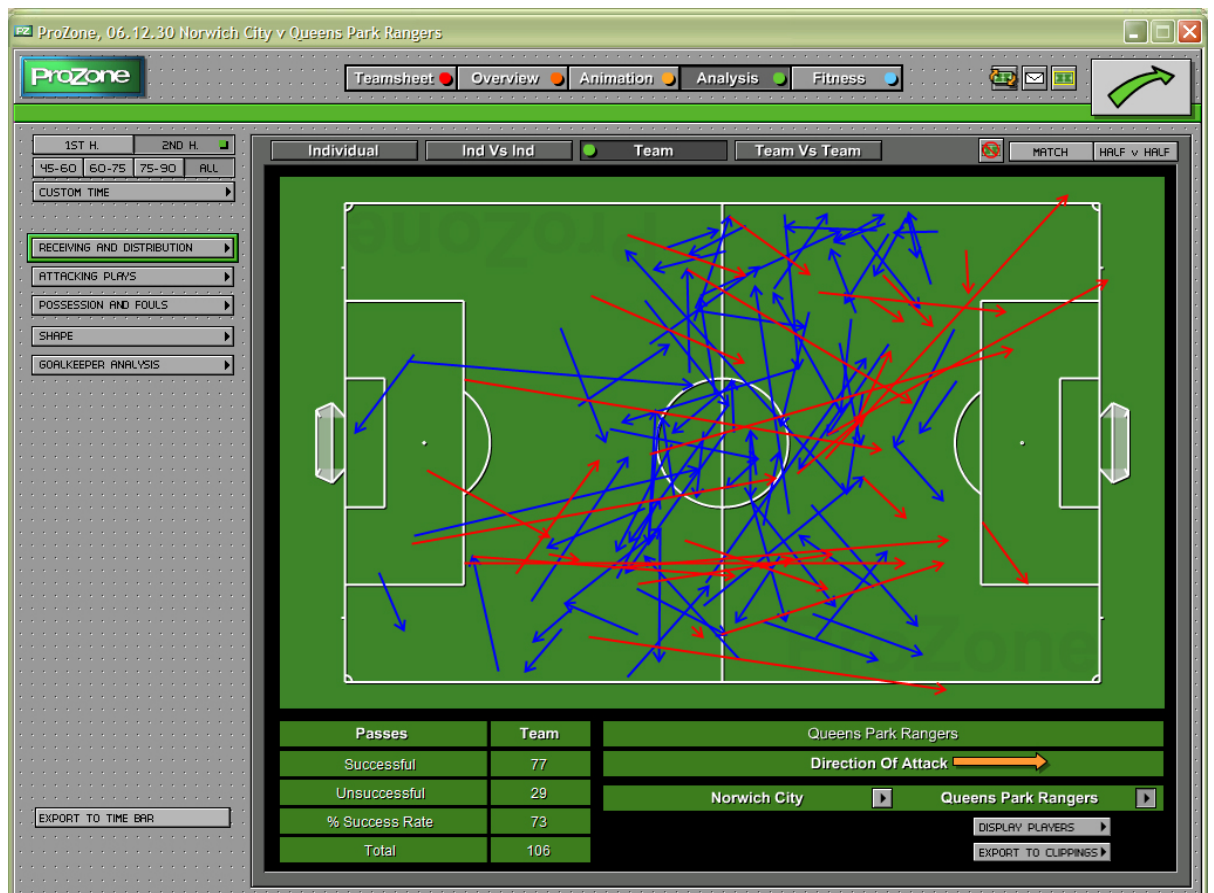 PZ ProZone, 06.12.30 Norwich City v Queens Park Rangers
ProZone
Teamsheet Overview Animation Analysis Fitness
1ST H. 2ND H.
45-60 60-75 75-90 ALL
CUSTOM TIME
RECEIVING AND DISTRIBUTION
ATTACKING PLAYS
POSSESSION AND FOULS
SHAPE
GOALKEEPER ANALYSIS
EXPORT TO TIME BAR
Individual Ind Vs Ind Team Team Vs Team MATCH HALF v HALF
ProZone
ProZone
Passes Team
Successful 77
Unsuccessful 29
% Success Rate 73
Total 106
Queens Park Rangers
Direction Of Attack
Norwich City Queens Park Rangers
DISPLAY PLAYERS
EXPORT TO CLIPPINGS